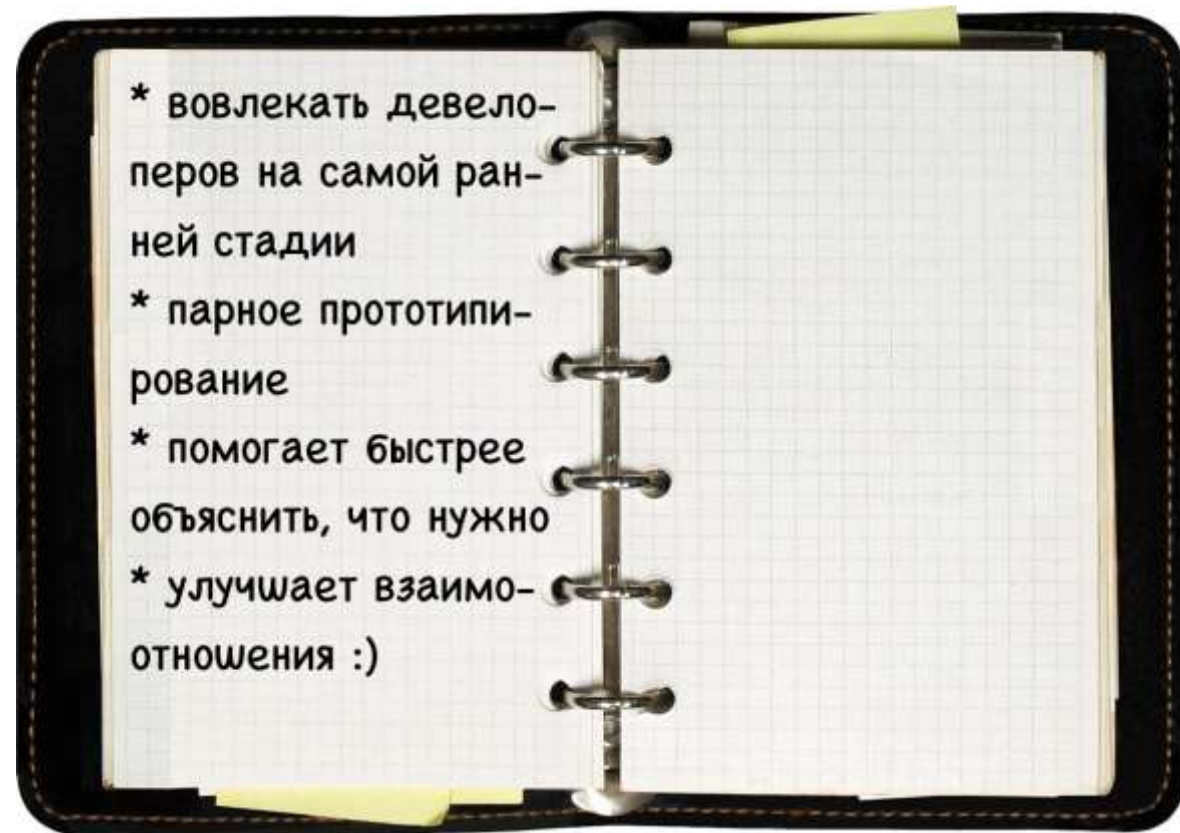 * вовлекать девело-
перов на самой ран-
ней стадии
* парное прототипи-
рование
* помогает быстрее
объяснить, что нужно
* улучшает взаимо-
отношения :)